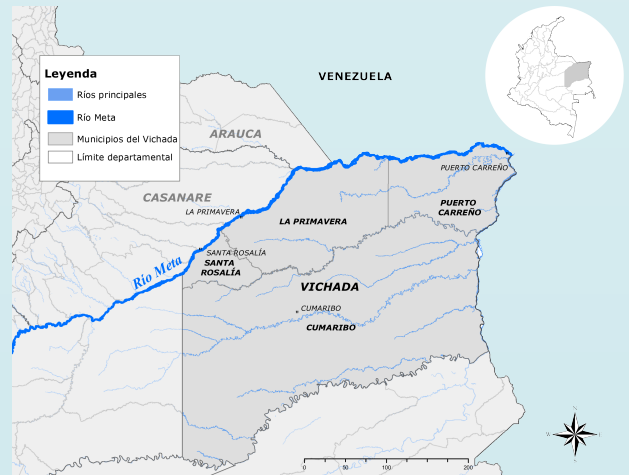 Leyenda
Ríos principales
Río Meta
Municipios del Vichada
Límite departamental
VENEZUELA
ARAUCA
CASANARE
LA PRIMAVERA
LA PRIMAVERA
PUERTO CARREÑO
PUERTO
CARREÑO
SANTA ROSALÍA
SANTA
ROSALÍA
Río Meta
VICHADA
CUMARIBO
CUMARIBO
0 50 100 200
N
W E
S